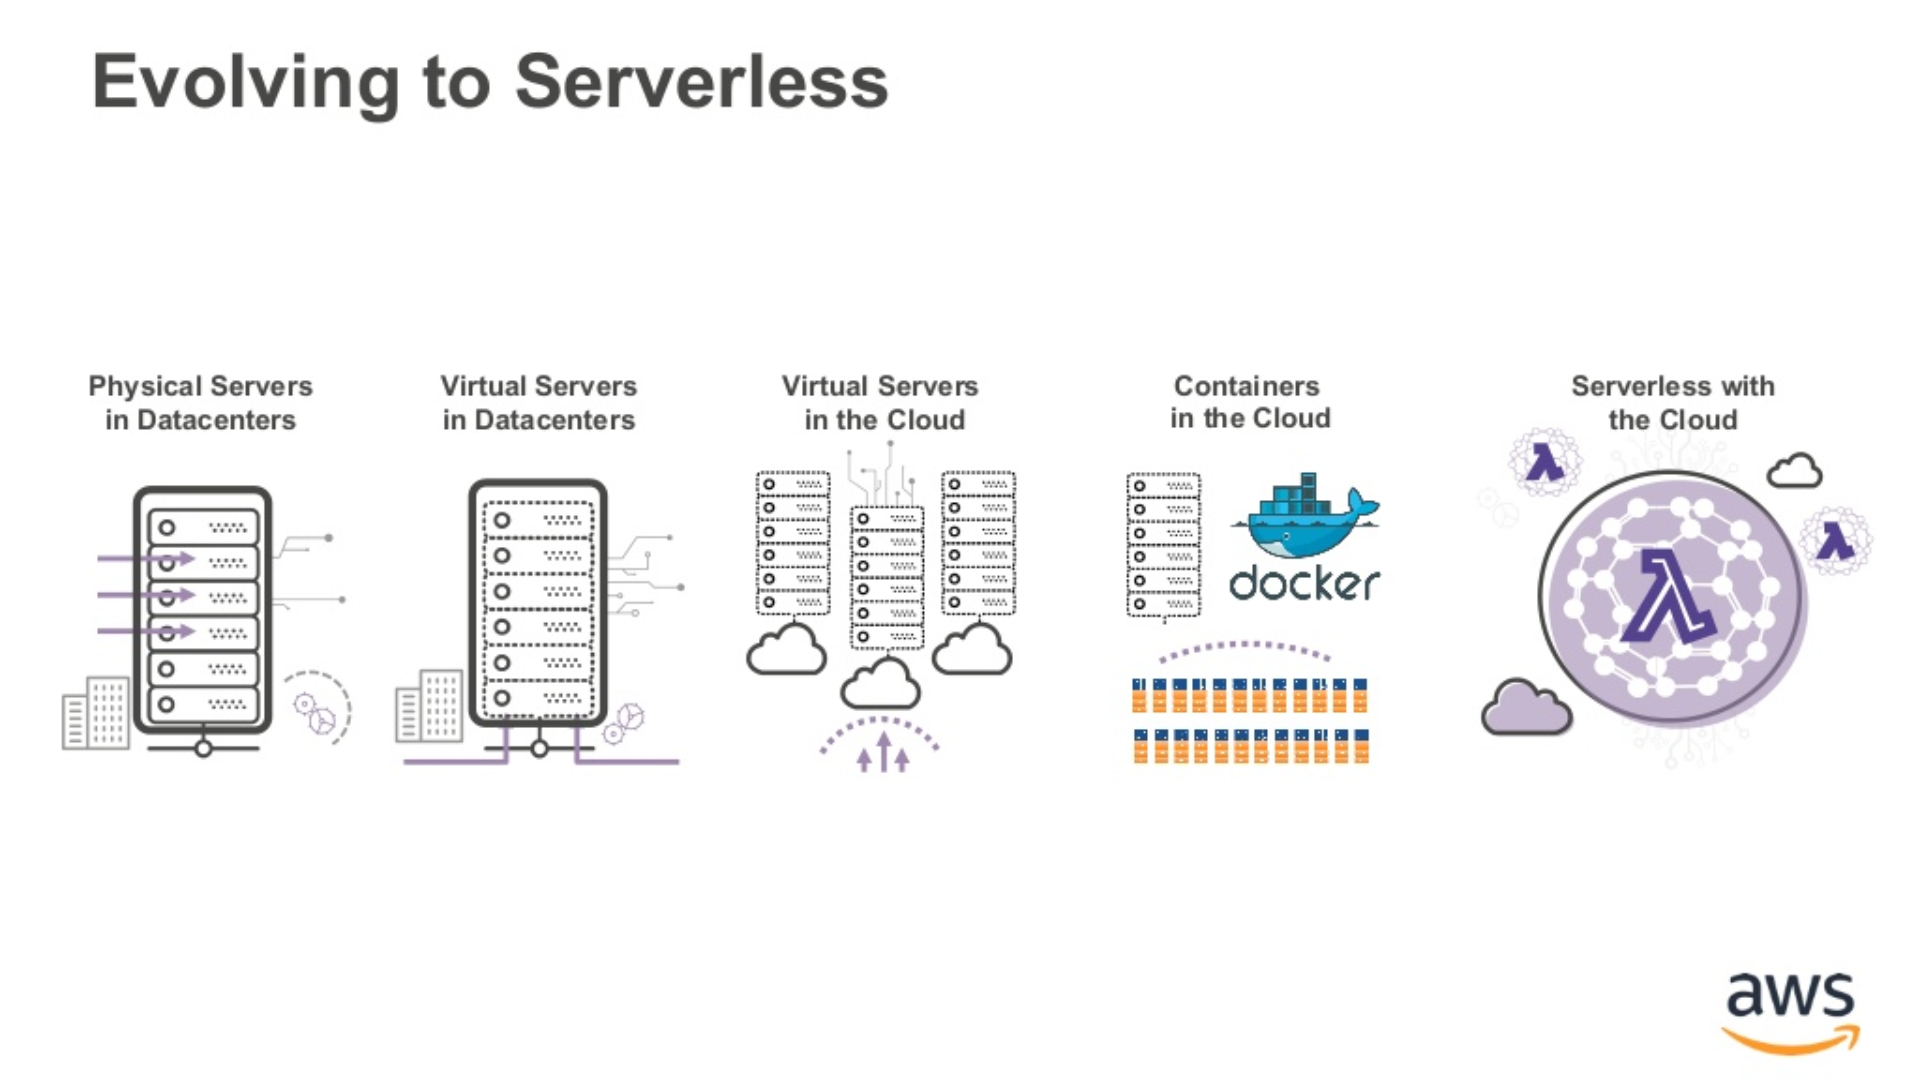 Evolving to Serverless
Physical Servers
in Datacenters
Virtual Servers
in Datacenters
Virtual Servers
in the Cloud
Containers
in the Cloud
Serverless with
the Cloud
λ
λ
λ
docker
aws